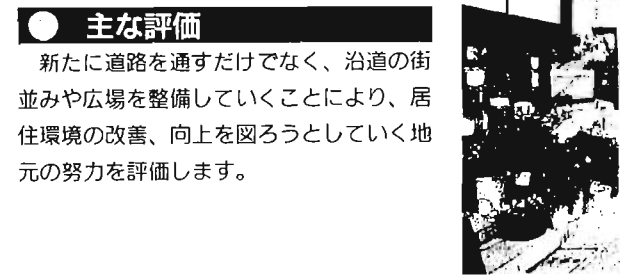 ● 主な評価
新たに道路を通すだけでなく、沿道の街
並みや広場を整備していくことにより、居
住環境の改善、向上を図ろうとしていく地
元の努力を評価します。